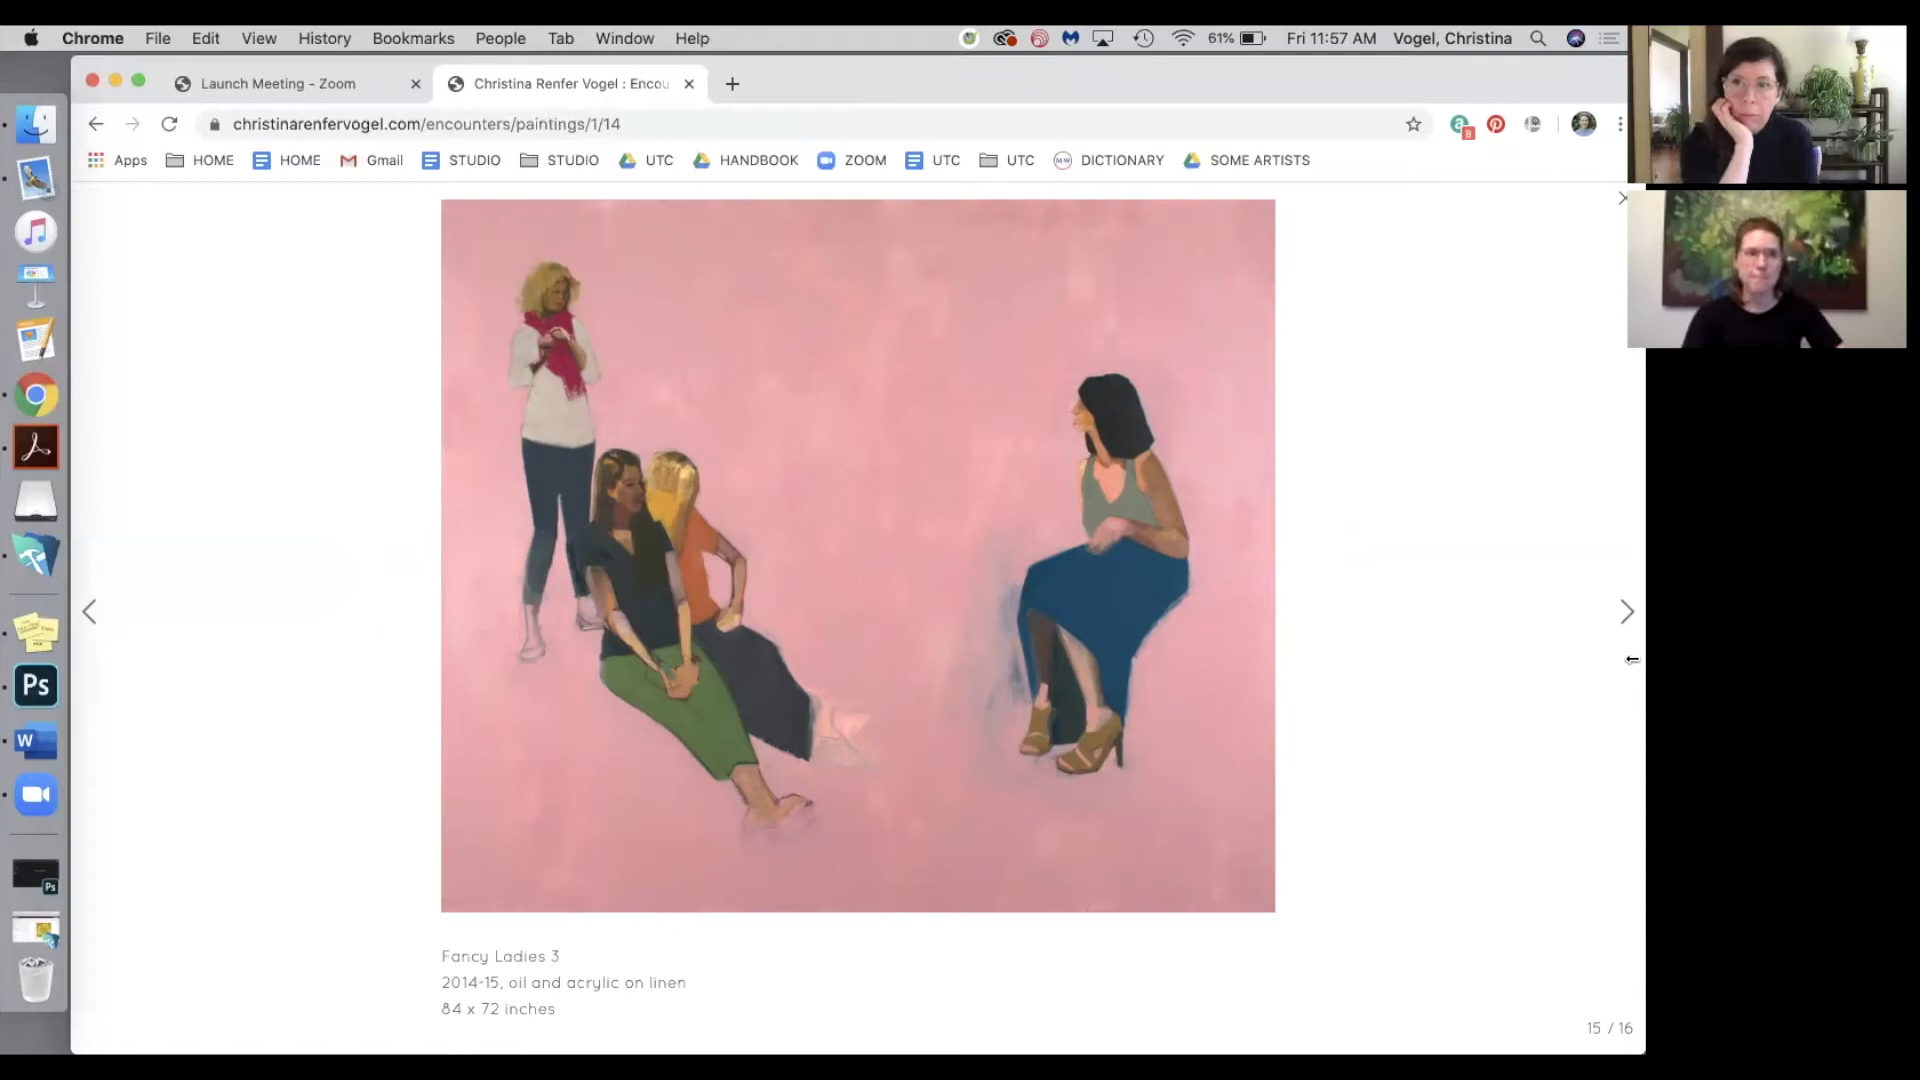 Chrome File Edit View History Bookmarks People Tab Window Help 61% Fri 11:57 AM Vogel, Christina
Launch Meeting - Zoom Christina Renfer Vogel : Encou
christinarenfervogel.com/encounters/paintings/1/14 8
Apps HOME HOME Gmail STUDIO STUDIO UTC HANDBOOK ZOOM UTC UTC DICTIONARY SOME ARTISTS
Ps
W
Ps
Fancy Ladies 3
2014-15, oil and acrylic on linen
84 x 72 inches
15 / 16